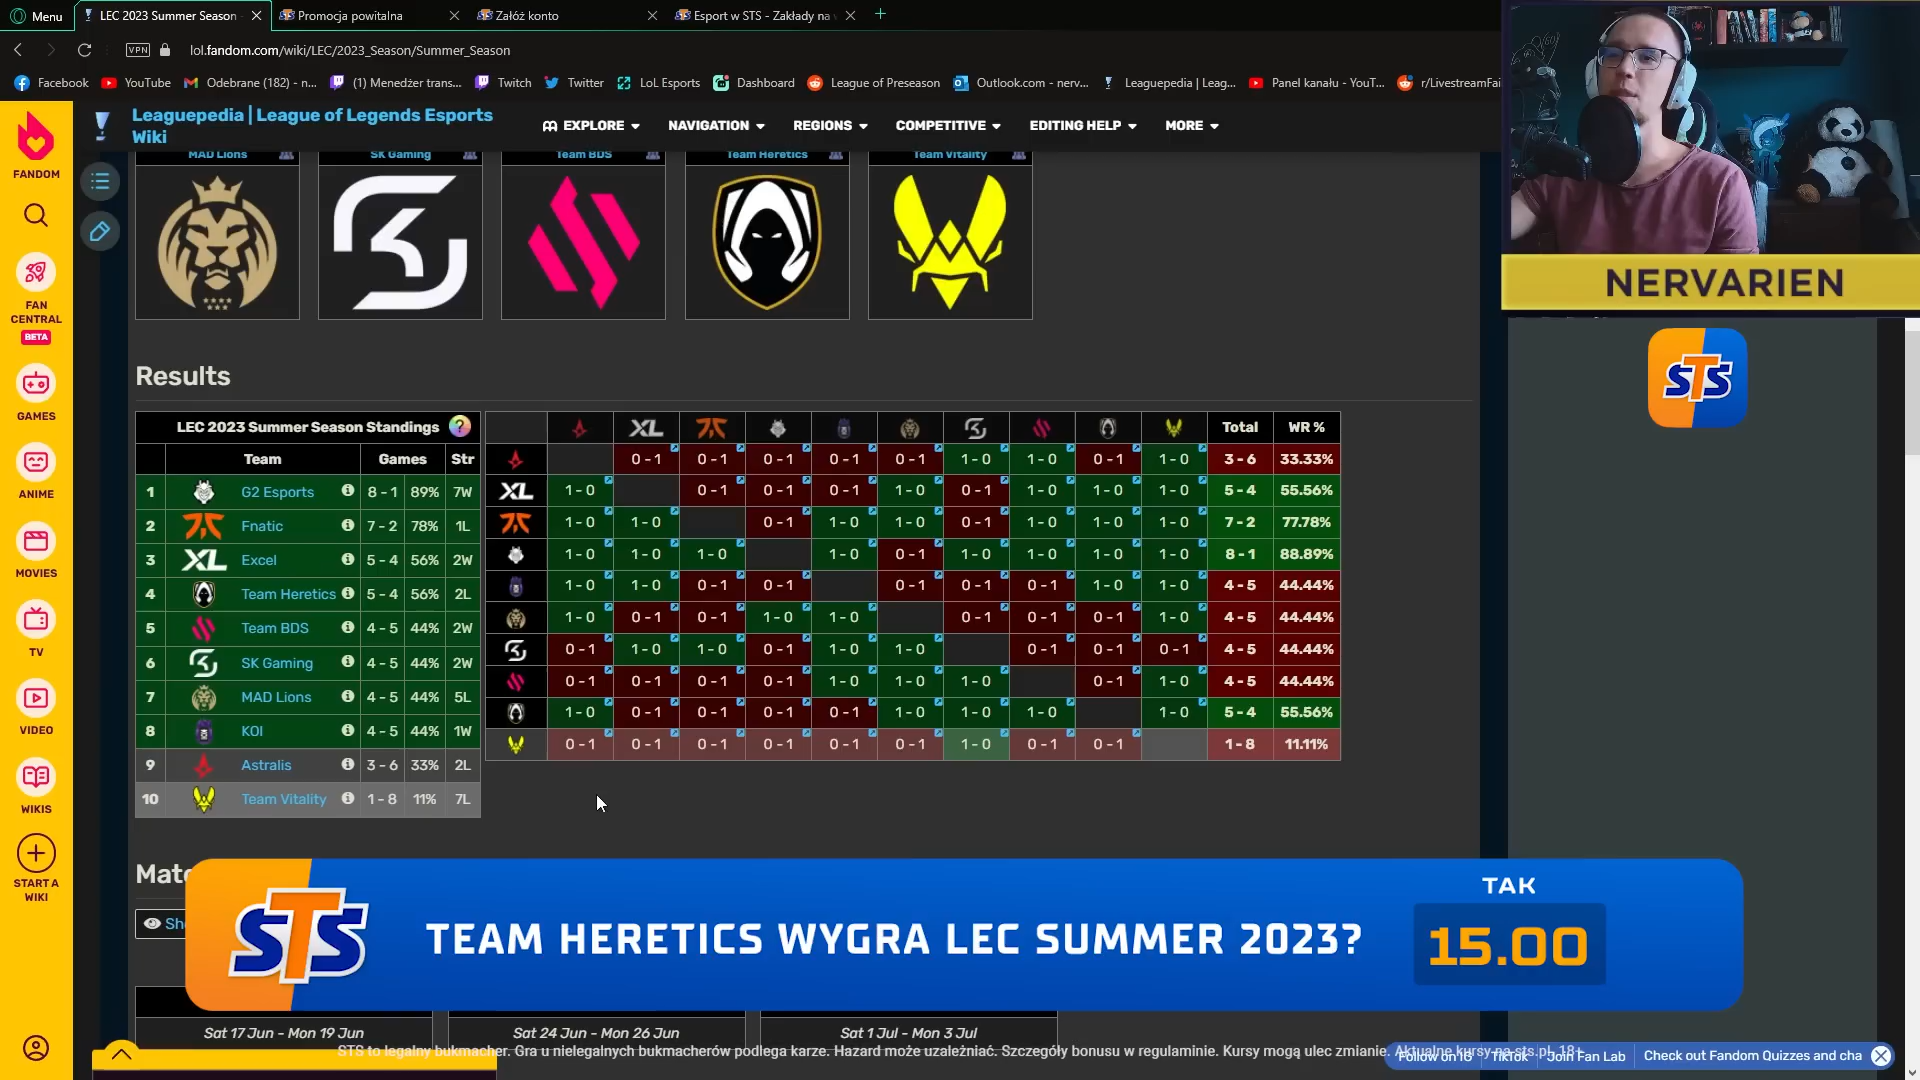 Menu
LEC 2023 Summer Season
Promocja powitalna
Załóż konto
Esport w STS - Zakłady na
VPN
lol.fandom.com/wiki/LEC/2023_Season/Summer_Season
Facebook
YouTube
Odebrane (182) - n...
(1) Menedżer trans...
Twitch
Twitter
LoL Esports
Dashboard
League of Preseason
Outlook.com - nerv...
Leaguepedia | Leag...
Panel kanału - YouT...
r/LivestreamFai
Leaguepedia | League of Legends Esports
Wiki
EXPLORE
NAVIGATION
REGIONS
COMPETITIVE
EDITING HELP
MORE
FANDOM
FAN
CENTRAL
BETA
GAMES
ANIME
MOVIES
TV
VIDEO
WIKIS
START A
WIKI
MAD Lions
SK Gaming
Team BDS
Team Heretics
Team Vitality
NERVARIEN
STS
Results
LEC 2023 Summer Season Standings ?
Team Games Str
1 G2 Esports 8 - 1 89% 7W
2 Fnatic 7 - 2 78% 1L
3 XL Excel 5 - 4 56% 2W
4 Team Heretics 5 - 4 56% 2L
5 Team BDS 4 - 5 44% 2W
6 SK Gaming 4 - 5 44% 2W
7 MAD Lions 4 - 5 44% 5L
8 KOI 4 - 5 44% 1W
9 Astralis 3 - 6 33% 2L
10 Team Vitality 1 - 8 11% 7L
XL Total WR %
0 - 1 0 - 1 0 - 1 0 - 1 0 - 1 1 - 0 1 - 0 0 - 1 1 - 0 3 - 6 33.33%
XL 1 - 0 0 - 1 0 - 1 0 - 1 1 - 0 0 - 1 1 - 0 1 - 0 1 - 0 5 - 4 55.56%
1 - 0 1 - 0 0 - 1 1 - 0 1 - 0 0 - 1 1 - 0 1 - 0 1 - 0 7 - 2 77.78%
1 - 0 1 - 0 1 - 0 1 - 0 0 - 1 1 - 0 1 - 0 1 - 0 1 - 0 8 - 1 88.89%
1 - 0 1 - 0 0 - 1 0 - 1 0 - 1 0 - 1 0 - 1 1 - 0 1 - 0 4 - 5 44.44%
1 - 0 0 - 1 0 - 1 1 - 0 1 - 0 0 - 1 0 - 1 0 - 1 1 - 0 4 - 5 44.44%
0 - 1 1 - 0 1 - 0 0 - 1 1 - 0 1 - 0 0 - 1 0 - 1 0 - 1 4 - 5 44.44%
0 - 1 0 - 1 0 - 1 0 - 1 1 - 0 1 - 0 1 - 0 0 - 1 1 - 0 4 - 5 44.44%
1 - 0 0 - 1 0 - 1 0 - 1 0 - 1 1 - 0 1 - 0 1 - 0 1 - 0 5 - 4 55.56%
0 - 1 0 - 1 0 - 1 0 - 1 0 - 1 0 - 1 1 - 0 0 - 1 0 - 1 1 - 8 11.11%
STS
TEAM HERETICS WYGRA LEC SUMMER 2023?
TAK
15.00
Sat 17 Jun - Mon 19 Jun
Sat 24 Jun - Mon 26 Jun
Sat 1 Jul - Mon 3 Jul
STS to legalny bukmacher. Gra u nielegalnych bukmacherów podlega karze. Hazard może uzależniać. Szczegóły bonusu w regulaminie. Kursy mogą ulec zmianie. Aktualne kursy na sts.pl. 18+
Follow on IG
TikTok
Join Fan Lab
Check out Fandom Quizzes and cha